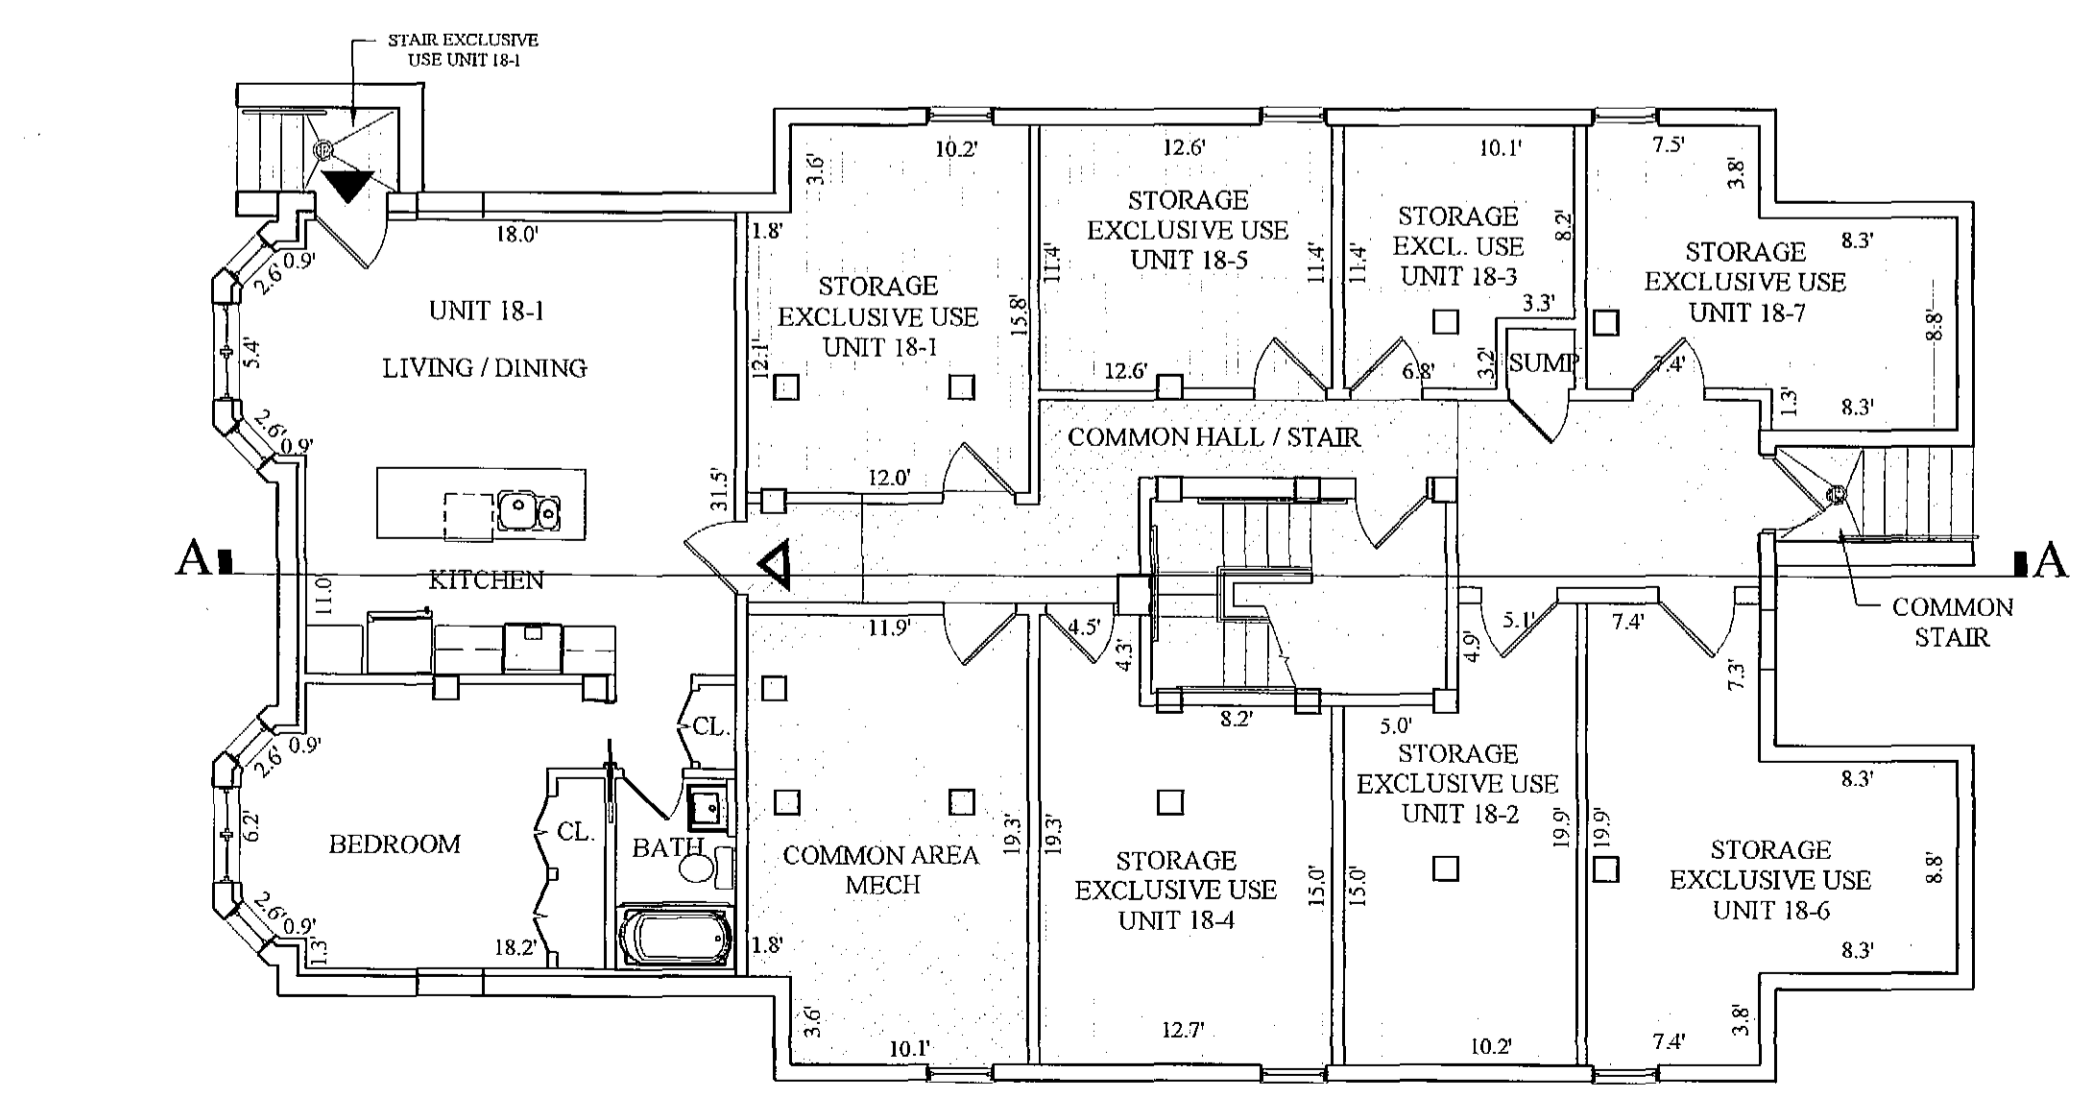 STAIR EXCLUSIVE
USE UNIT 18-1
10.2'
12.6'
10.1'
7.5'
3.6'
3.8'
18.0'
1.8'
STORAGE
EXCLUSIVE USE
UNIT 18-5
STORAGE
EXCL. USE
UNIT 18-3
8.2'
STORAGE
EXCLUSIVE USE
UNIT 18-7
8.3'
0.9'
2.6'
11.4'
11.4'
11.4'
UNIT 18-1
LIVING / DINING
STORAGE
EXCLUSIVE USE
UNIT 18-1
15.8'
3.3'
8.8'
5.4'
12.1'
12.6'
6.8'
3.2'
SUMP
7.4'
1.3'
8.3'
2.6'
0.9'
COMMON HALL / STAIR
31.5'
12.0'
A
A
KITCHEN
11.0'
COMMON
STAIR
11.9'
4.5'
4.3'
4.9'
5.1'
7.4'
7.3'
CL.
8.2'
5.0'
0.9'
2.6'
STORAGE
EXCLUSIVE USE
UNIT 18-2
8.3'
6.2'
BEDROOM
CL.
BATH
COMMON AREA
MECH
19.3'
19.3'
STORAGE
EXCLUSIVE USE
UNIT 18-4
15.0'
15.0'
19.9'
19.9'
STORAGE
EXCLUSIVE USE
UNIT 18-6
8.8'
2.6'
0.9'
1.3'
18.2'
1.8'
8.3'
3.6'
10.1'
12.7'
10.2'
7.4'
3.8'